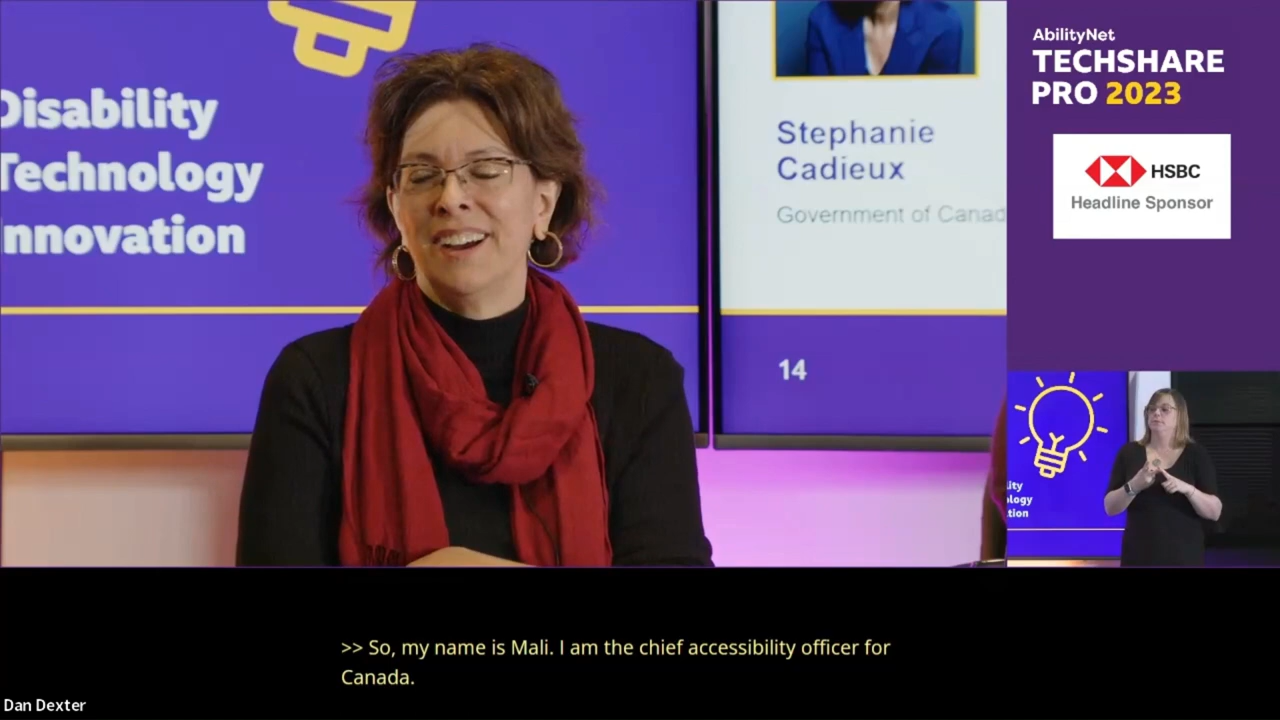 Disability
Technology
Innovation
Stephanie
Cadieux
Government of Canad
14
AbilityNet
TECHSHARE
PRO 2023
HSBC
Headline Sponsor
ity
ology
tion
>> So, my name is Mali. I am the chief accessibility officer for
Canada.
Dan Dexter